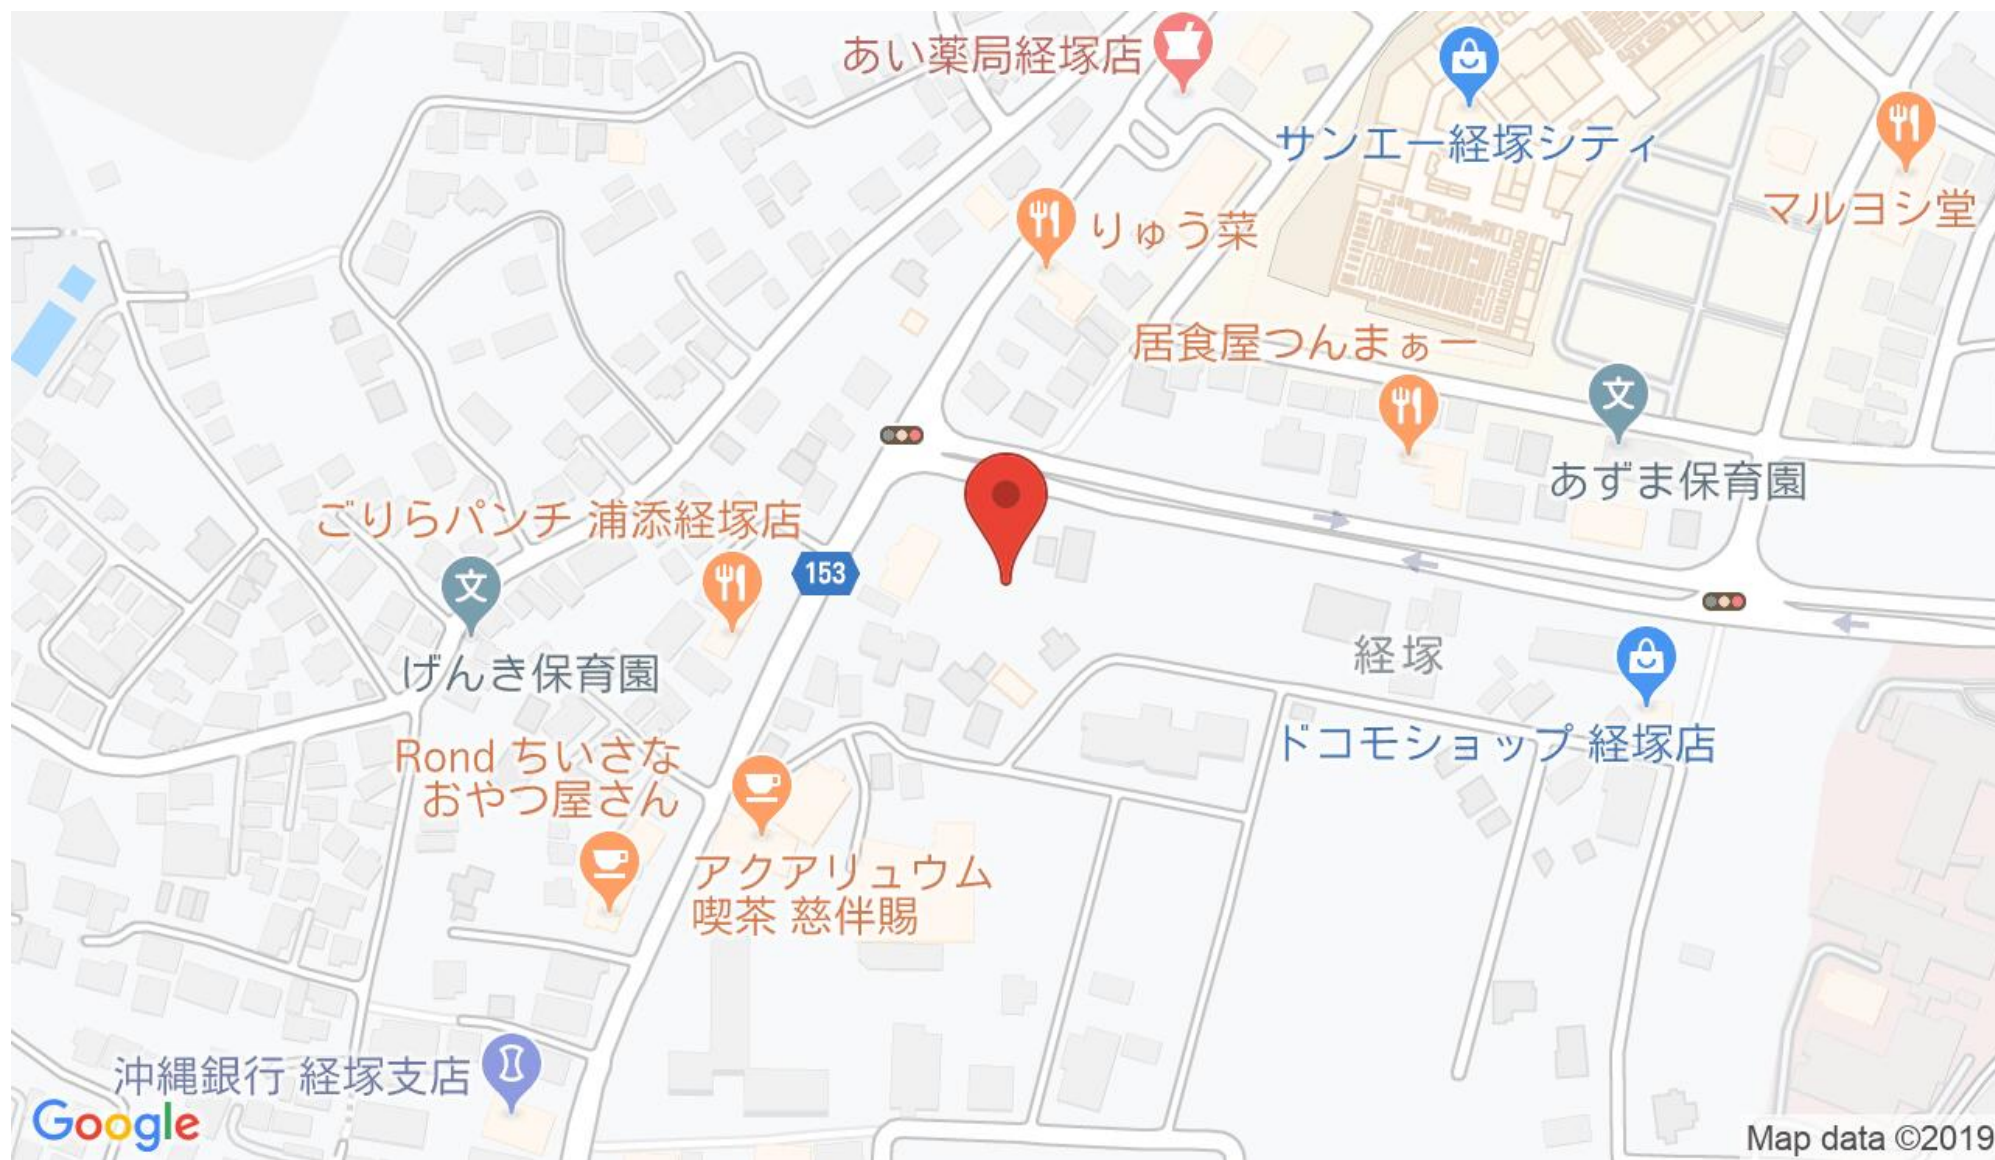 あい薬局経塚店
サンエー経塚シティ
マルヨシ堂
りゅう菜
居食屋つんまぁー
あずま保育園
ごりらパンチ 浦添経塚店
153
げんき保育園
経塚
ドコモショップ 経塚店
Rond ちいさな
おやつ屋さん
アクアリュウム
喫茶 慈伴賜
沖縄銀行 経塚支店
Google
Map data ©2019
文
文